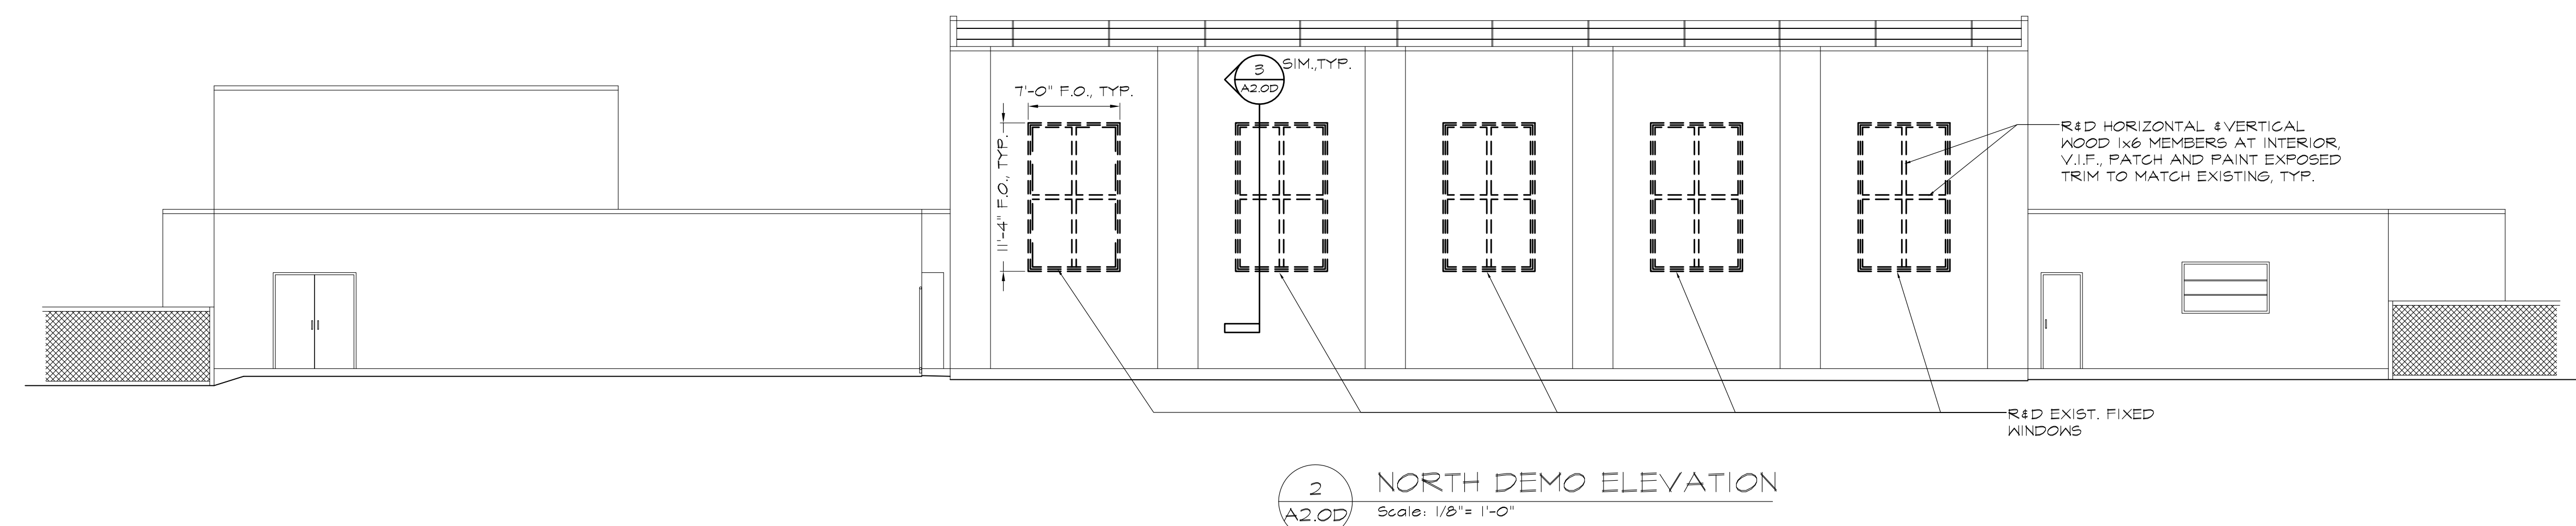 3
A2.0D
SIM.,TYP.
7'-0" F.O., TYP.
11'-4" F.O., TYP.
R&D HORIZONTAL & VERTICAL
WOOD 1x6 MEMBERS AT INTERIOR,
V.I.F., PATCH AND PAINT EXPOSED
TRIM TO MATCH EXISTING, TYP.
R&D EXIST. FIXED
WINDOWS
2
A2.0D
NORTH DEMO ELEVATION
Scale: 1/8"= 1'-0"